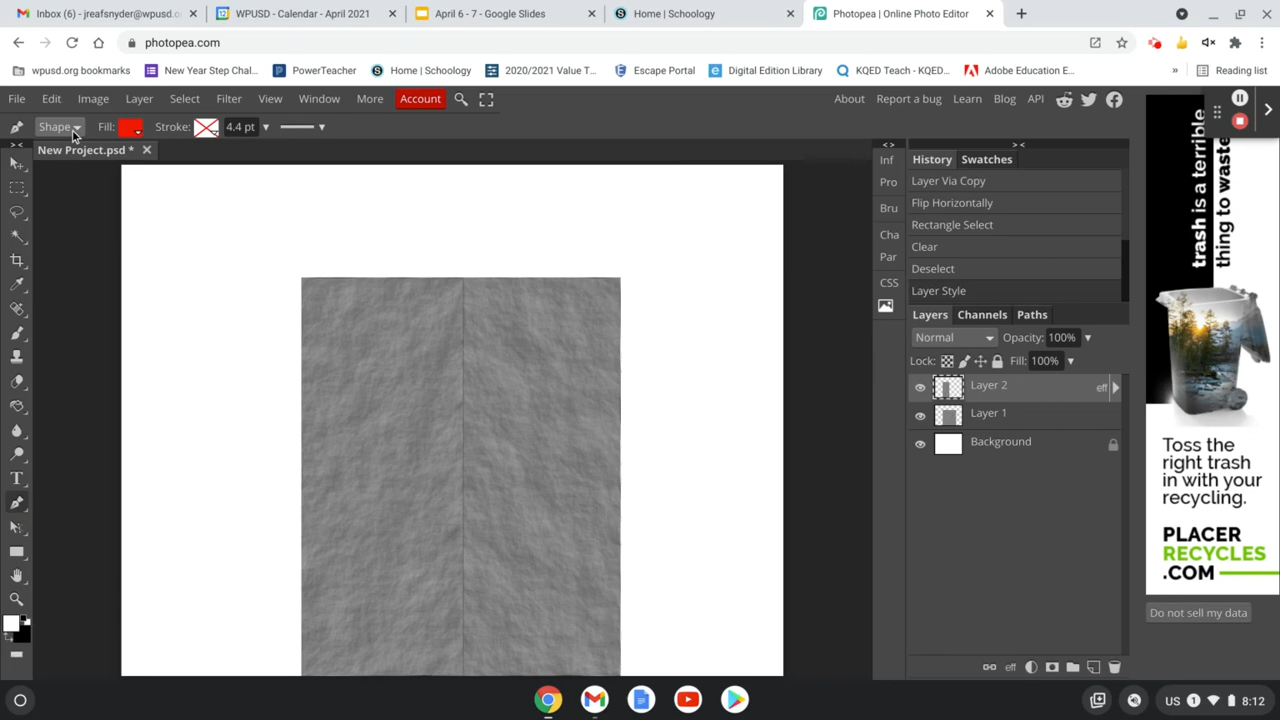 Inbox (6) - jreafsnyder@wpusd.o
WPUSD - Calendar - April 2021
April 6 - 7 - Google Slides
Home | Schoology
Photopea | Online Photo Editor
photopea.com
wpusd.org bookmarks
New Year Step Chal...
PowerTeacher
Home | Schoology
2020/2021 Value T...
Escape Portal
Digital Edition Library
KQED Teach - KQED...
Adobe Education E...
»
Reading list
File Edit Image Layer Select Filter View Window More Account
About Report a bug Learn Blog API
Shape Fill: Stroke: 4.4 pt
New Project.psd *
Inf
Pro
Bru
Cha
Par
CSS
History Swatches
Layer Via Copy
Flip Horizontally
Rectangle Select
Clear
Deselect
Layer Style
Layers Channels Paths
Normal Opacity: 100%
Lock: Fill: 100%
Layer 2 eff
Layer 1
Background
eff
trash is a terrible
thing to waste
Toss the
right trash
in with your
recycling.
PLACER
RECYCLES
.COM
Do not sell my data
US 1 8:12